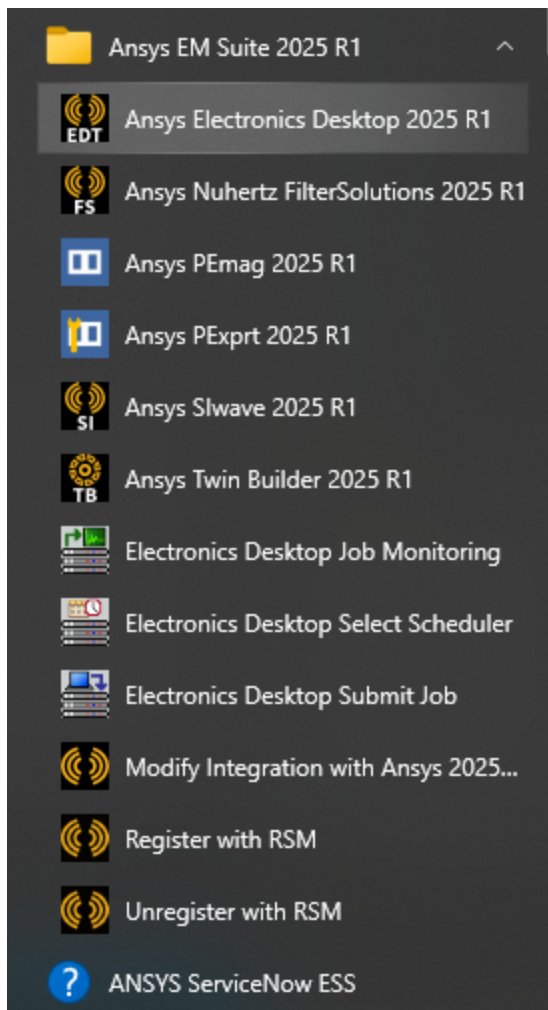 Ansys EM Suite 2025 R1
EDT
Ansys Electronics Desktop 2025 R1
FS
Ansys Nuhertz FilterSolutions 2025 R1
Ansys PEmag 2025 R1
Ansys PExprt 2025 R1
SI
Ansys SIwave 2025 R1
TB
Ansys Twin Builder 2025 R1
Electronics Desktop Job Monitoring
Electronics Desktop Select Scheduler
Electronics Desktop Submit Job
Modify Integration with Ansys 2025...
Register with RSM
Unregister with RSM
? ANSYS ServiceNow ESS